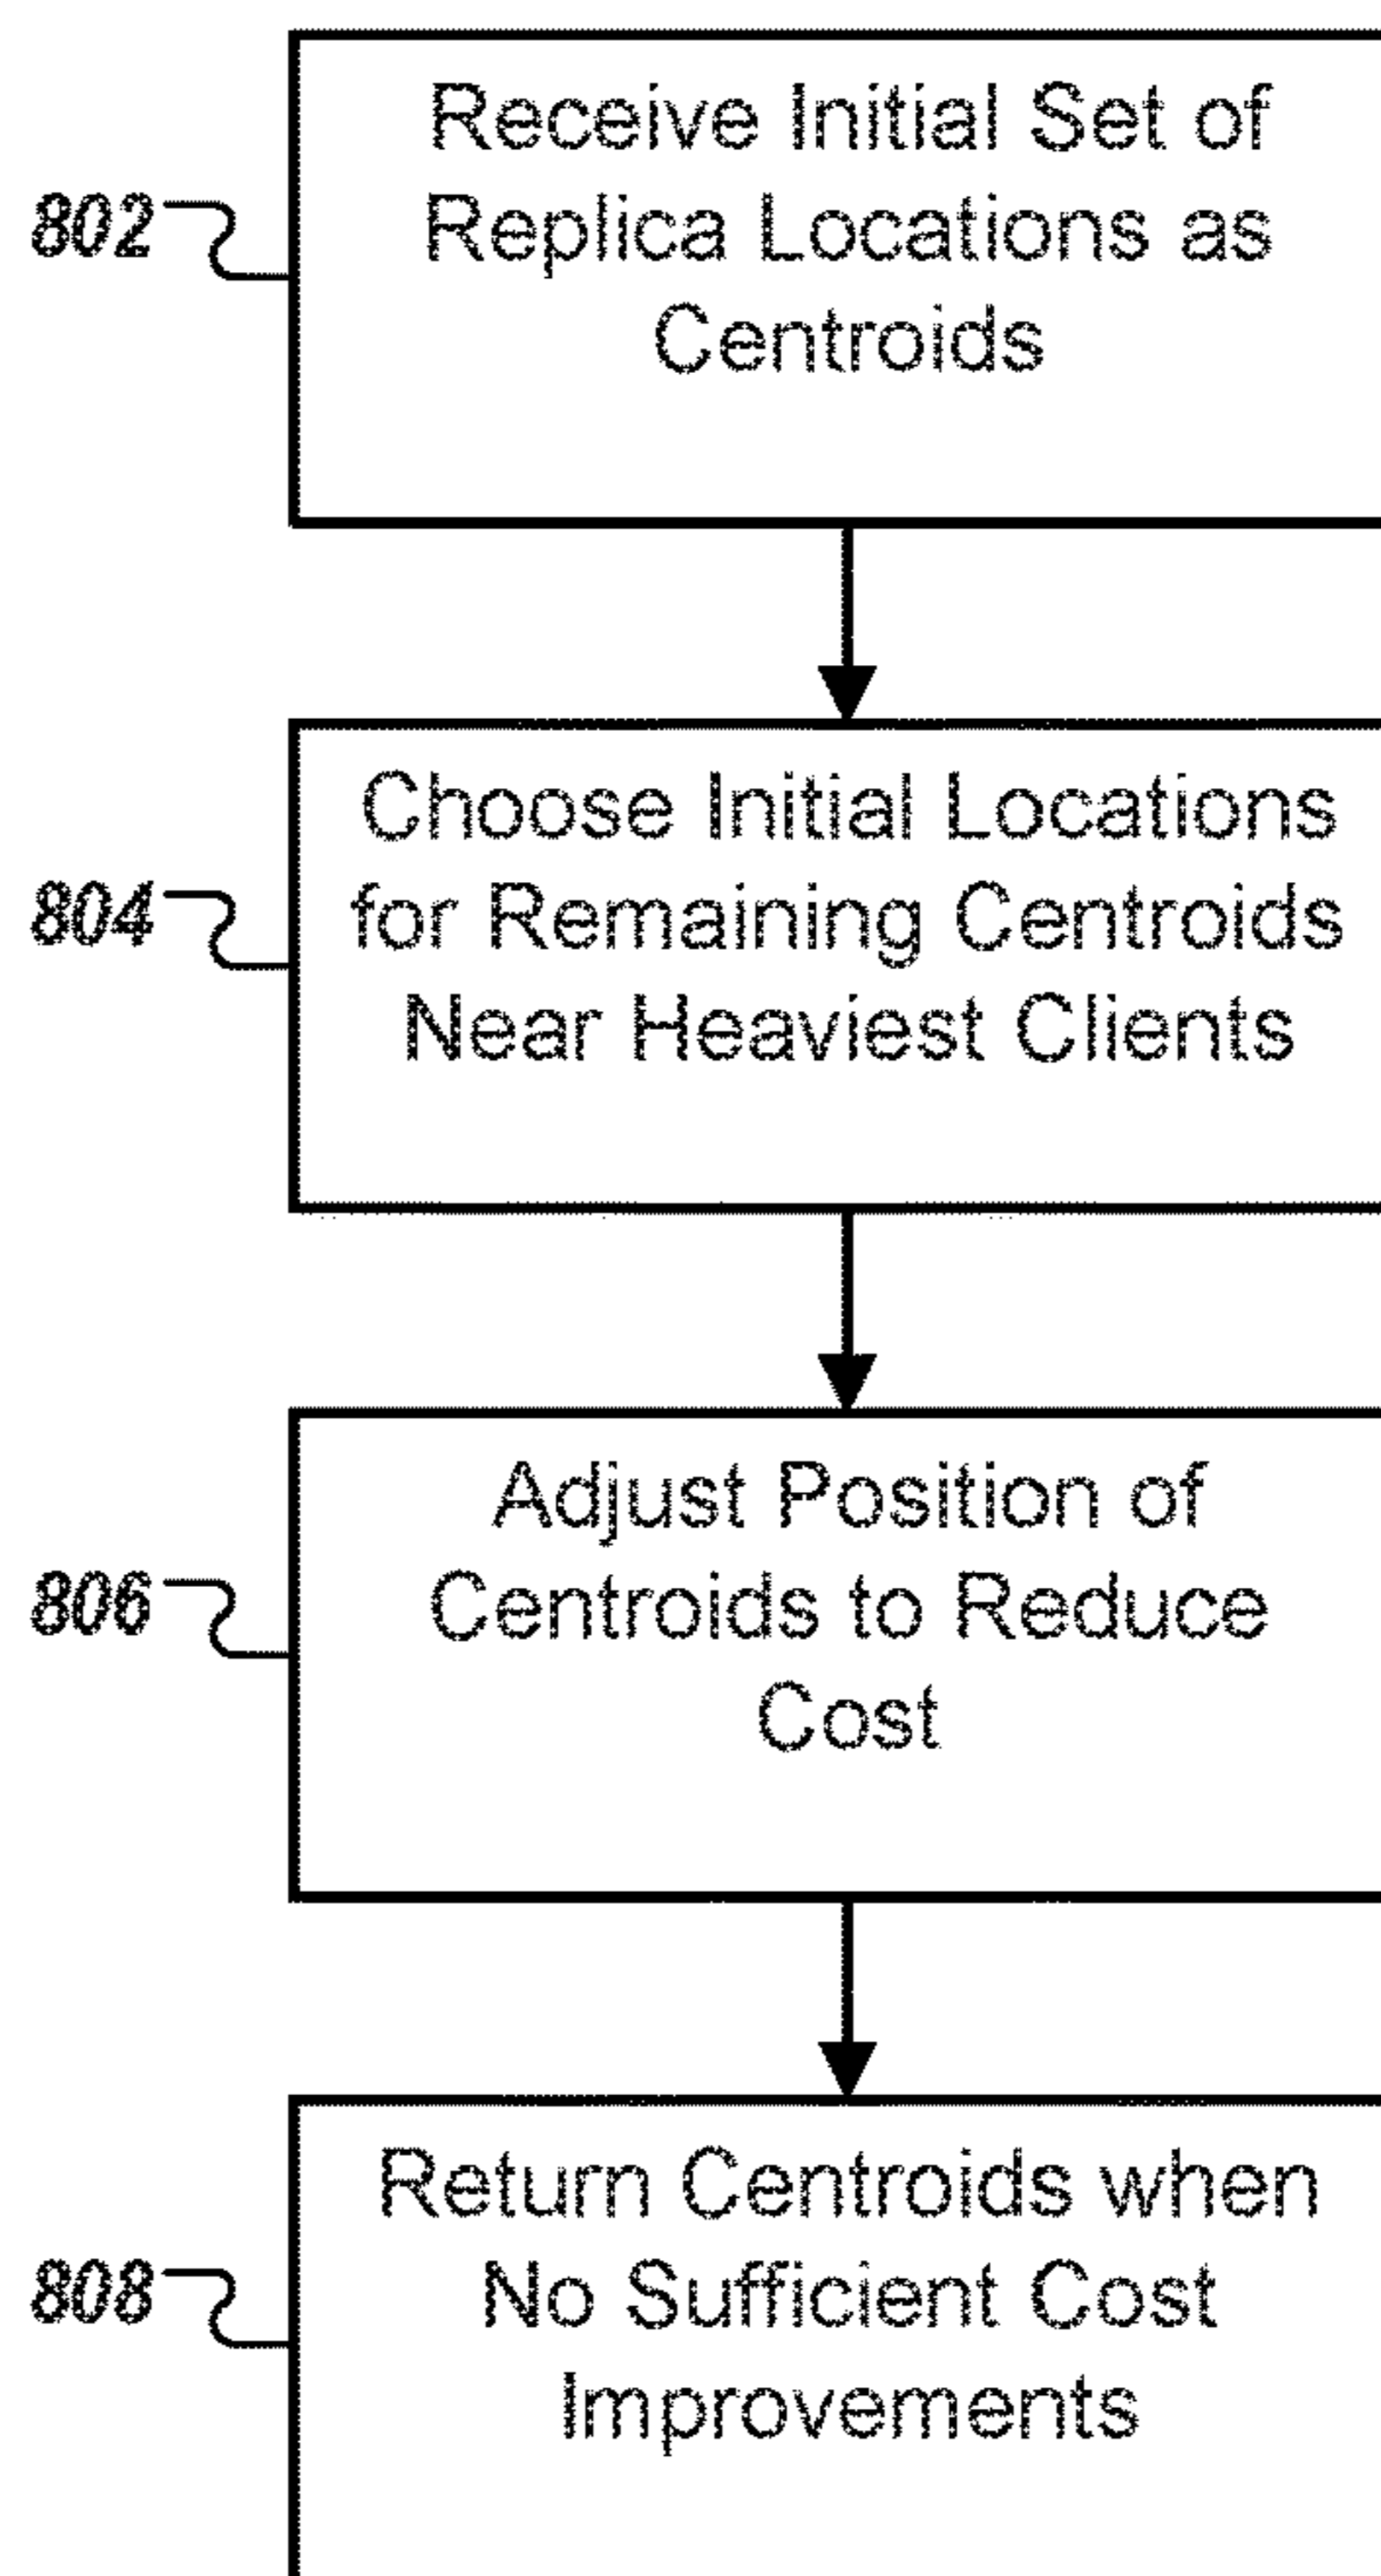 Receive Initial Set of
Replica Locations as
Centroids
802
Choose Initial Locations
for Remaining Centroids
Near Heaviest Clients
804
Adjust Position of
Centroids to Reduce
Cost
806
Return Centroids when
No Sufficient Cost
Improvements
808